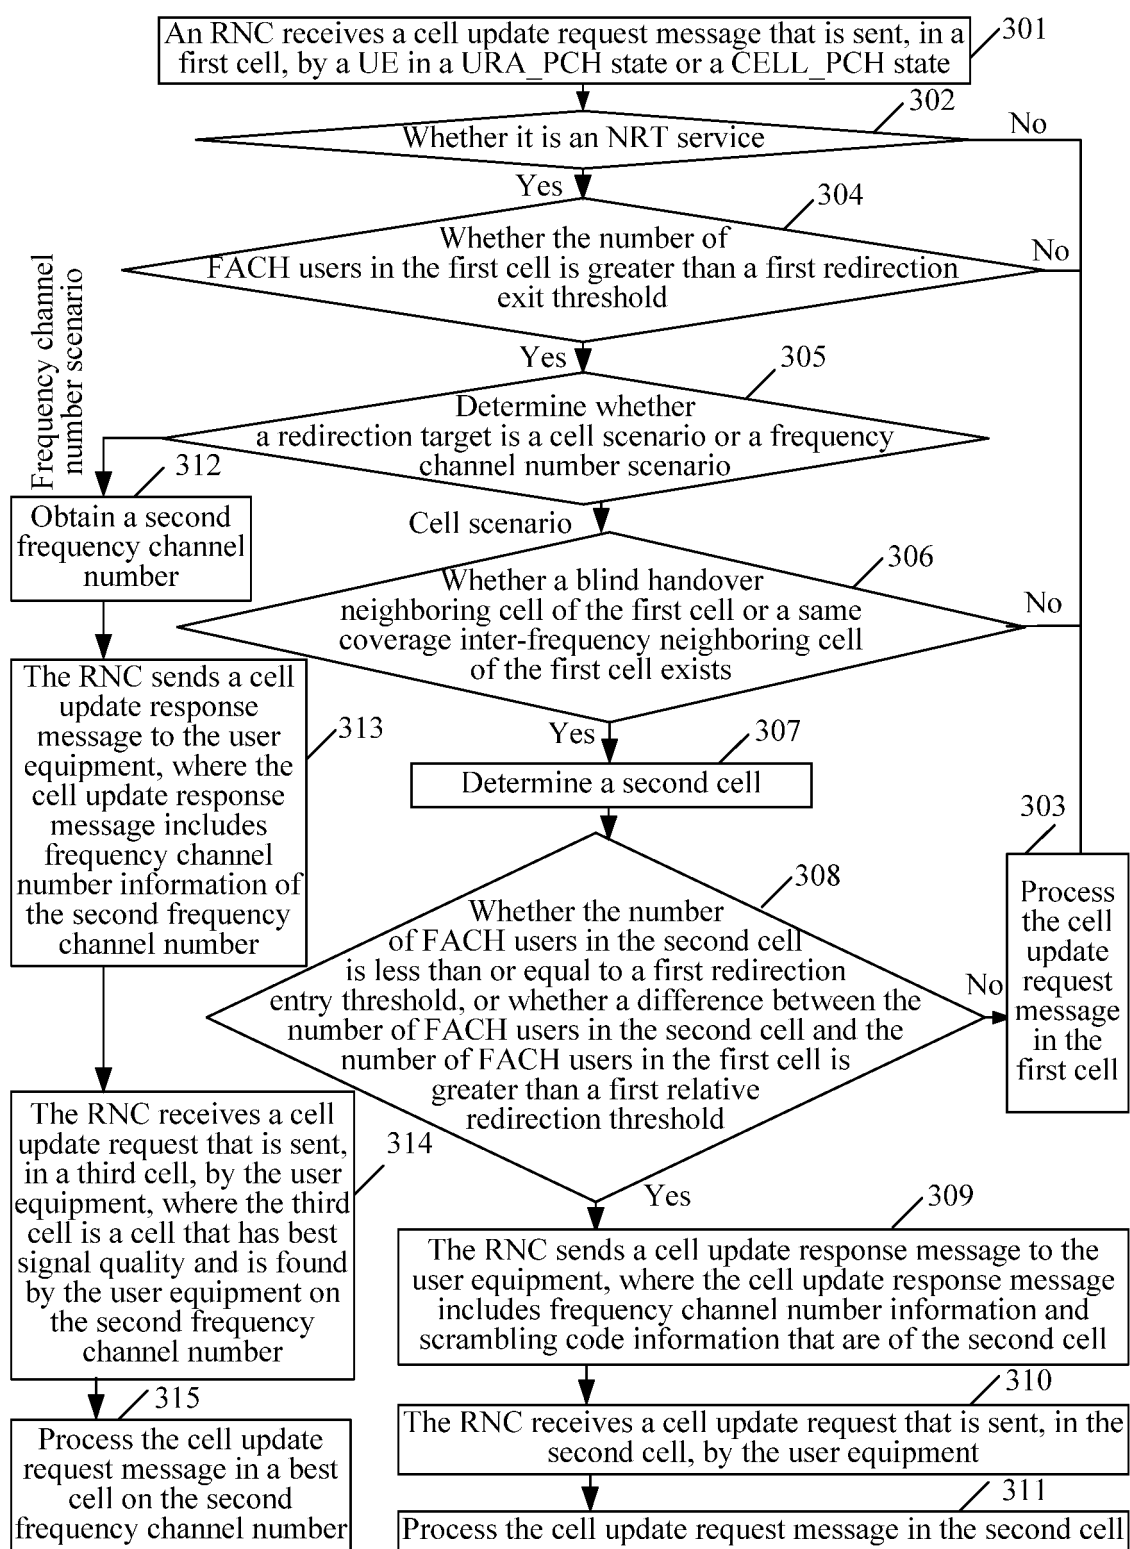 An RNC receives a cell update request message that is sent, in a
first cell, by a UE in a URA_PCH state or a CELL_PCH state
301
302
Whether it is an NRT service
No
Yes
304
Whether the number of
FACH users in the first cell is greater than a first redirection
exit threshold
No
Yes
305
Determine whether
a redirection target is a cell scenario or a frequency
channel number scenario
Frequency channel
number scenario
312
Obtain a second
frequency channel
number
Cell scenario
306
Whether a blind handover
neighboring cell of the first cell or a same
coverage inter-frequency neighboring cell
of the first cell exists
No
Yes
307
Determine a second cell
The RNC sends a cell
update response
message to the user
equipment, where the
cell update response
message includes
frequency channel
number information of
the second frequency
channel number
313
303
Process
the cell
update
request
message
in the
first cell
308
Whether the number
of FACH users in the second cell
is less than or equal to a first redirection
entry threshold, or whether a difference between the
number of FACH users in the second cell and the
number of FACH users in the first cell is
greater than a first relative
redirection threshold
No
Yes
The RNC receives a cell
update request that is sent,
in a third cell, by the user
equipment, where the third
cell is a cell that has best
signal quality and is found
by the user equipment on
the second frequency
channel number
314
309
The RNC sends a cell update response message to the
user equipment, where the cell update response message
includes frequency channel number information and
scrambling code information that are of the second cell
310
The RNC receives a cell update request that is sent, in the
second cell, by the user equipment
315
Process the cell update
request message in a best
cell on the second
frequency channel number
311
Process the cell update request message in the second cell